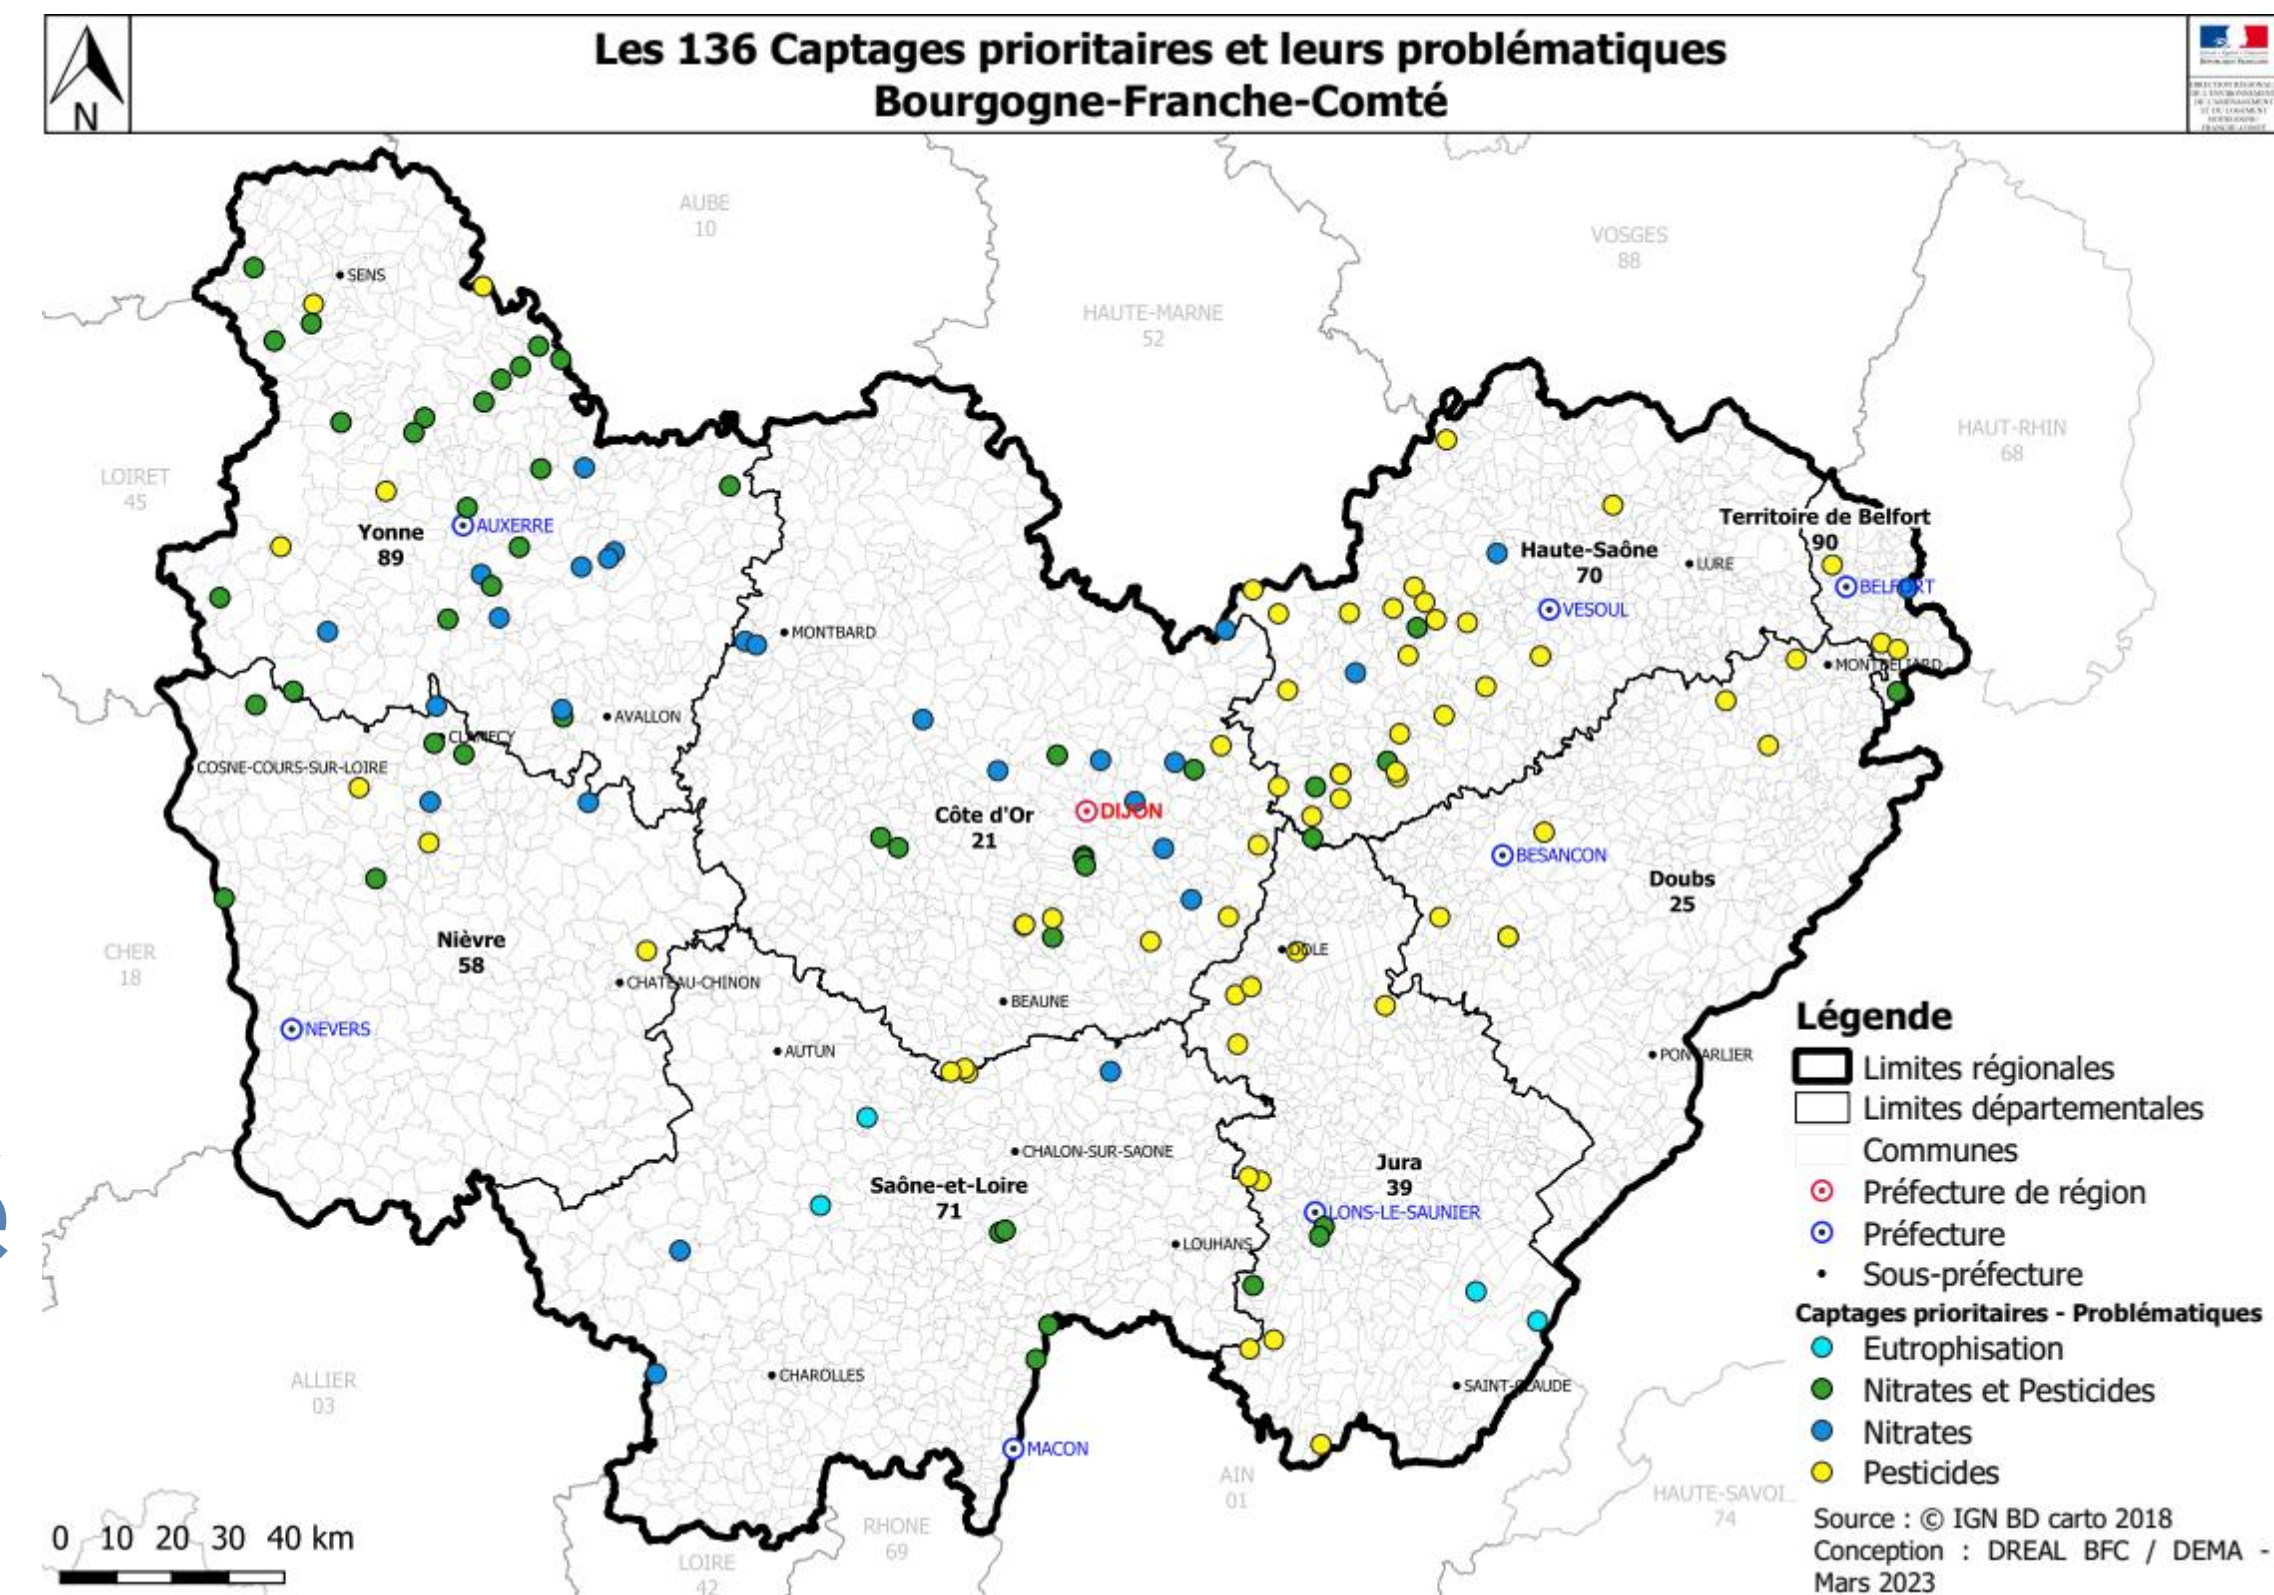 N
Les 136 Captages prioritaires et leurs problématiques
Bourgogne-Franche-Comté
AUBE
10
VOSGES
88
SENS
HAUTE-MARNE
52
HAUT-RHIN
68
LOIRET
45
Yonne
89
AUXERRE
Territoire de Belfort
90
BELFORT
Haute-Saône
70
LURE
VESOUL
MONTBARD
MONTBELIARD
AVALLON
CLAMECY
COSNE-COURS-SUR-LOIRE
Côte d'Or
21
DIJON
BESANCON
Doubs
25
Nièvre
58
CHER
18
DOLE
CHATEAU-CHINON
BEAUNE
NEVERS
AUTUN
PONTARLIER
CHALON-SUR-SAONE
Saône-et-Loire
71
Jura
39
LONS-LE-SAUNIER
LOUHANS
ALLIER
03
CHAROLLES
SAINT-CLAUDE
MACON
AIN
01
HAUTE-SAVOI
74
RHONE
69
LOIRE
42
0 10 20 30 40 km
Légende
Limites régionales
Limites départementales
Communes
Préfecture de région
Préfecture
Sous-préfecture
Captages prioritaires - Problématiques
Eutrophisation
Nitrates et Pesticides
Nitrates
Pesticides
Source : © IGN BD carto 2018
Conception : DREAL BFC / DEMA -
Mars 2023